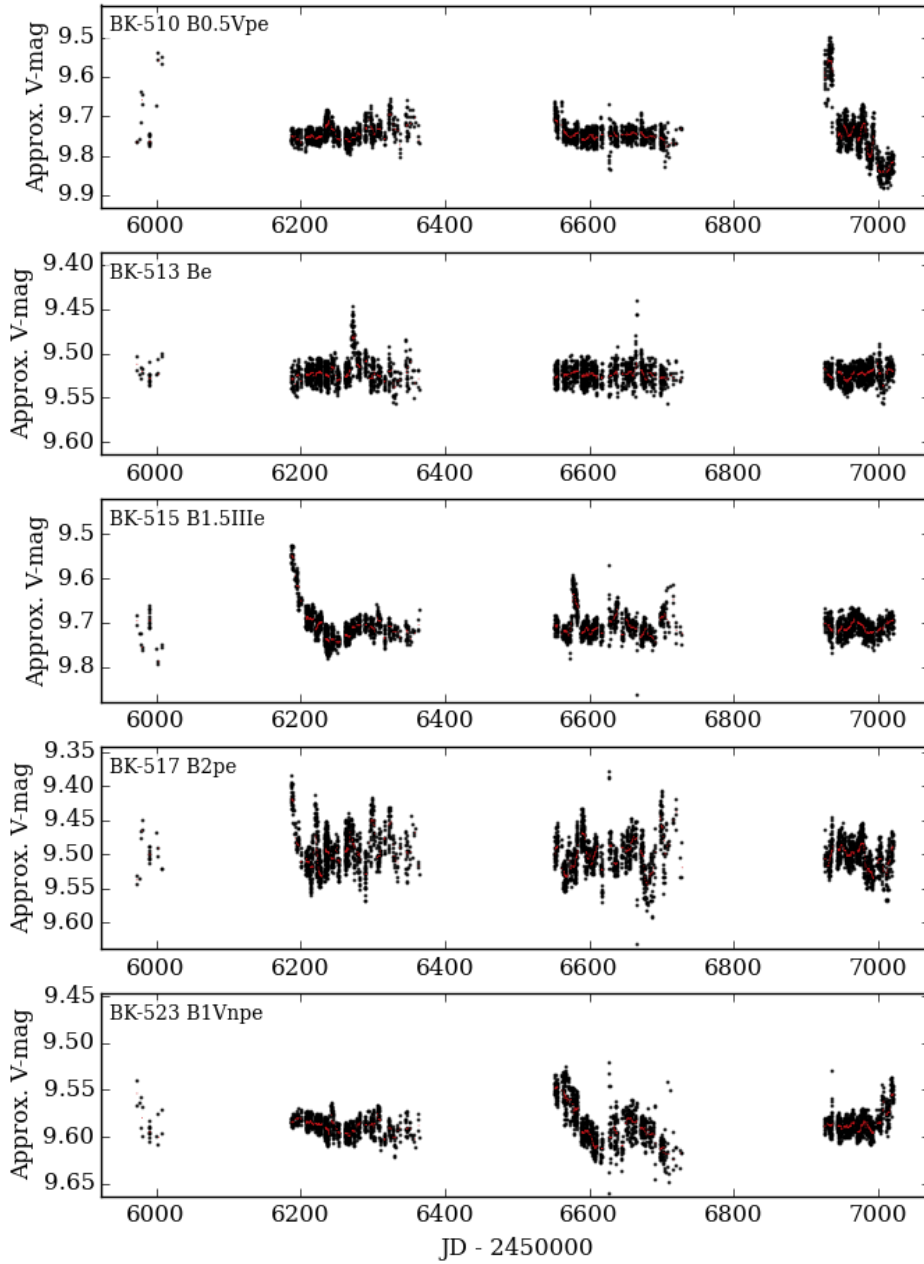 BK-510 B0.5Vpe
Approx. V-mag
9.5
9.6
9.7
9.8
9.9
6000 6200 6400 6600 6800 7000
BK-513 Be
Approx. V-mag
9.40
9.45
9.50
9.55
9.60
6000 6200 6400 6600 6800 7000
BK-515 B1.5IIIe
Approx. V-mag
9.5
9.6
9.7
9.8
6000 6200 6400 6600 6800 7000
BK-517 B2pe
Approx. V-mag
9.35
9.40
9.45
9.50
9.55
9.60
6000 6200 6400 6600 6800 7000
BK-523 B1Vnpe
Approx. V-mag
9.45
9.50
9.55
9.60
9.65
6000 6200 6400 6600 6800 7000
JD - 2450000